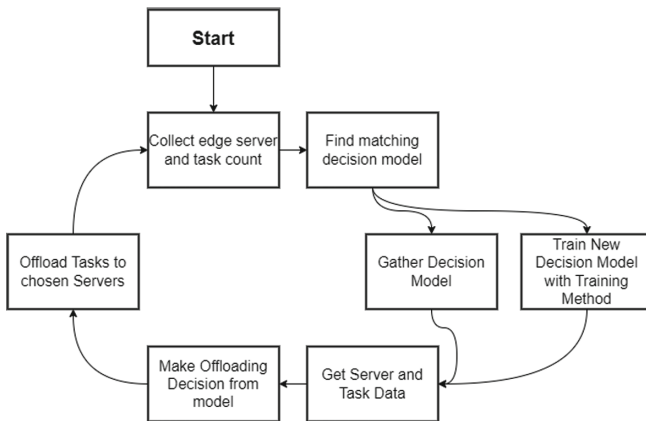 Start
Collect edge server
and task count
Find matching
decision model
Offload Tasks to
chosen Servers
Gather Decision
Model
Train New
Decision Model
with Training
Method
Make Offloading
Decision from
model
Get Server and
Task Data